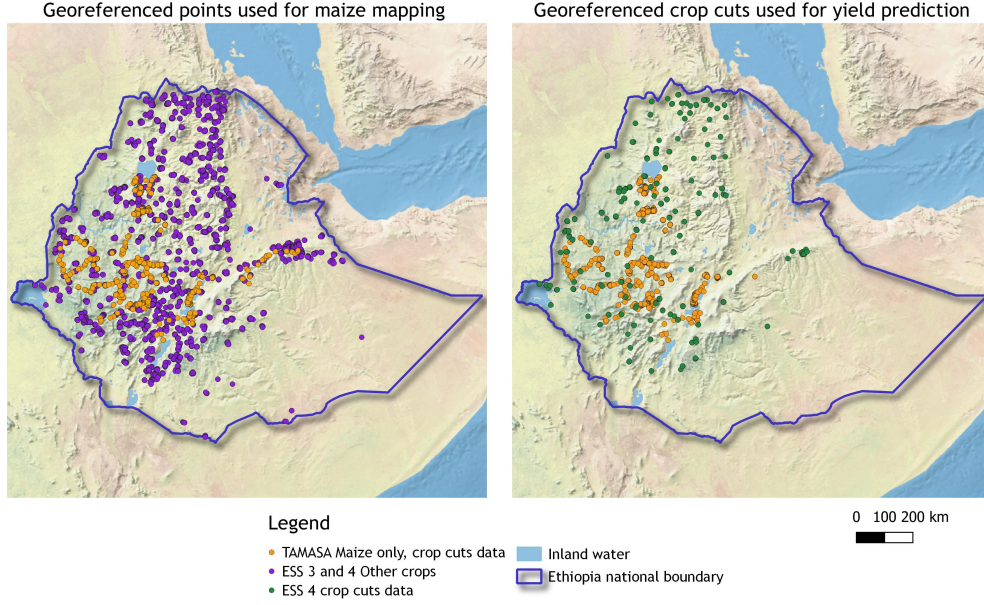 Georeferenced points used for maize mapping
Georeferenced crop cuts used for yield prediction
Legend
TAMASA Maize only, crop cuts data
ESS 3 and 4 Other crops
ESS 4 crop cuts data
Inland water
Ethiopia national boundary
0 100 200 km